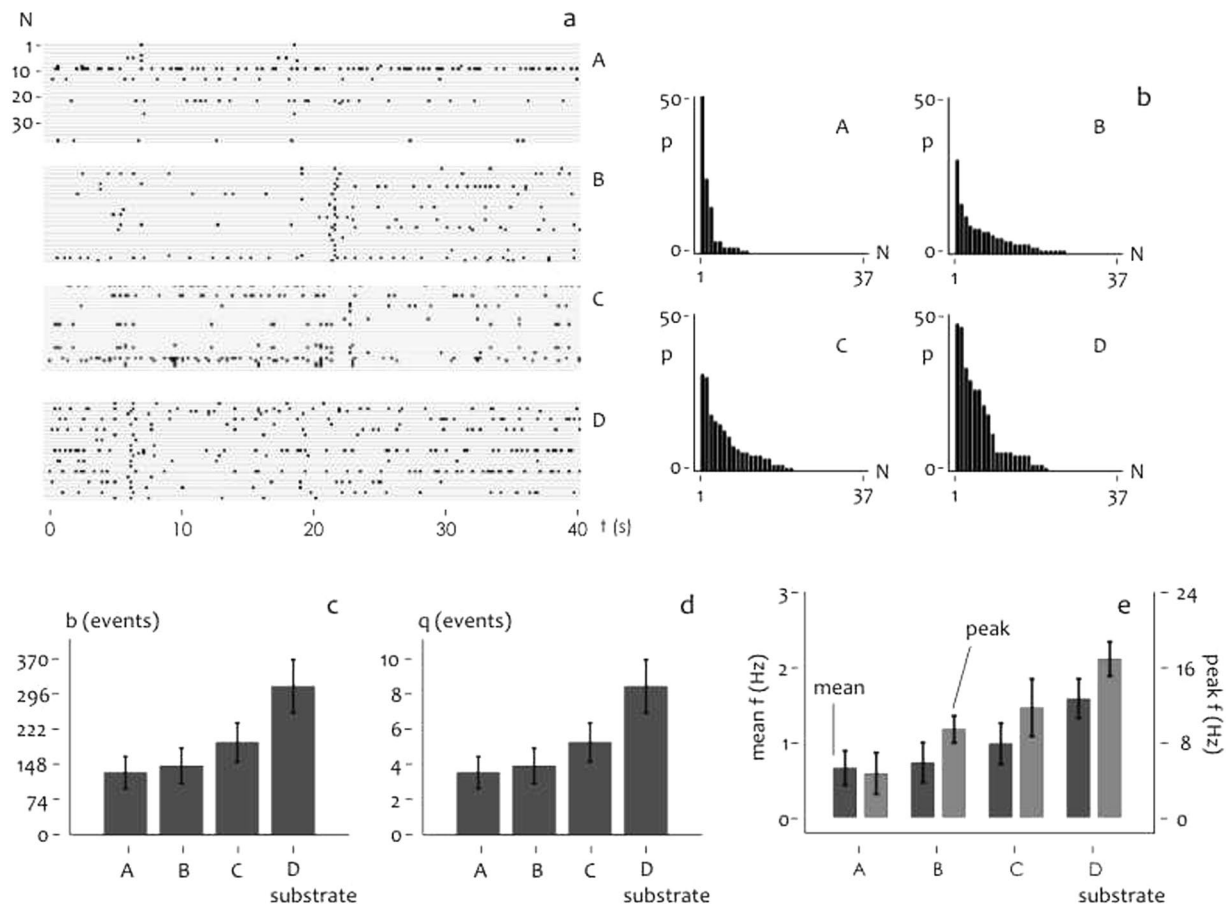 N
a
1
10
20
30
A
B
C
D
0 10 20 30 40 t (s)
b
50
p
0
A
N
1 37
50
p
0
B
N
1 37
50
p
0
C
N
1 37
50
p
0
D
N
1 37
b (events)
c
370
296
222
148
74
0
A B C D
substrate
q (events)
d
10
8
6
4
2
0
A B C D
substrate
e
3
2
1
0
mean f (Hz)
mean
peak
24
16
8
0
peak f (Hz)
A B C D
substrate